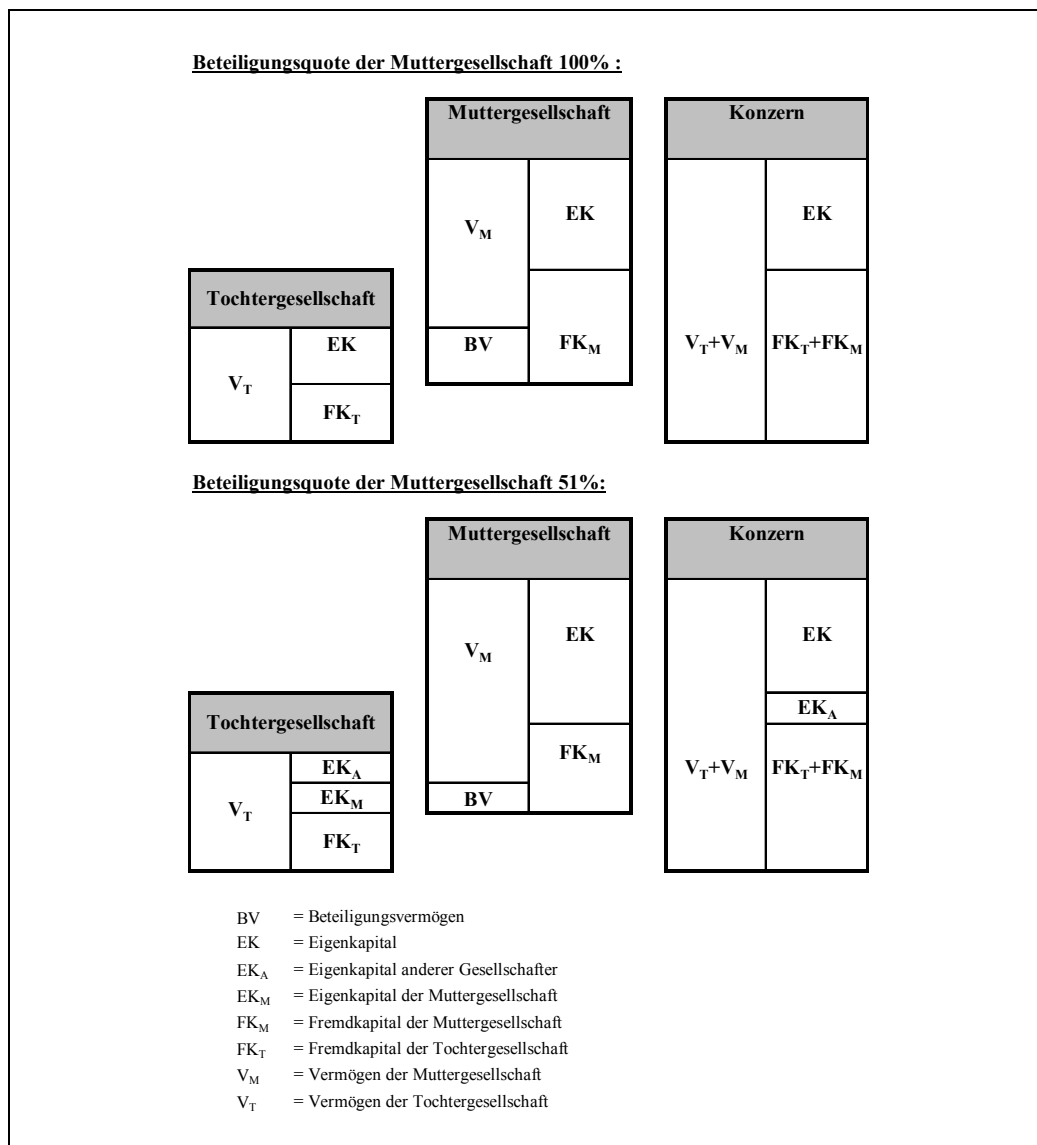 Beteiligungsquote der Muttergesellschaft 100% :
Muttergesellschaft
Konzern
V_M
EK
EK
Tochtergesellschaft
V_T
EK
FK_T
BV
FK_M
V_T+V_M
FK_T+FK_M
Beteiligungsquote der Muttergesellschaft 51%:
Muttergesellschaft
Konzern
V_M
EK
EK
EK_A
Tochtergesellschaft
V_T
EK_A
EK_M
FK_T
BV
FK_M
V_T+V_M
FK_T+FK_M
BV = Beteiligungsvermögen
EK = Eigenkapital
EK_A = Eigenkapital anderer Gesellschafter
EK_M = Eigenkapital der Muttergesellschaft
FK_M = Fremdkapital der Muttergesellschaft
FK_T = Fremdkapital der Tochtergesellschaft
V_M = Vermögen der Muttergesellschaft
V_T = Vermögen der Tochtergesellschaft